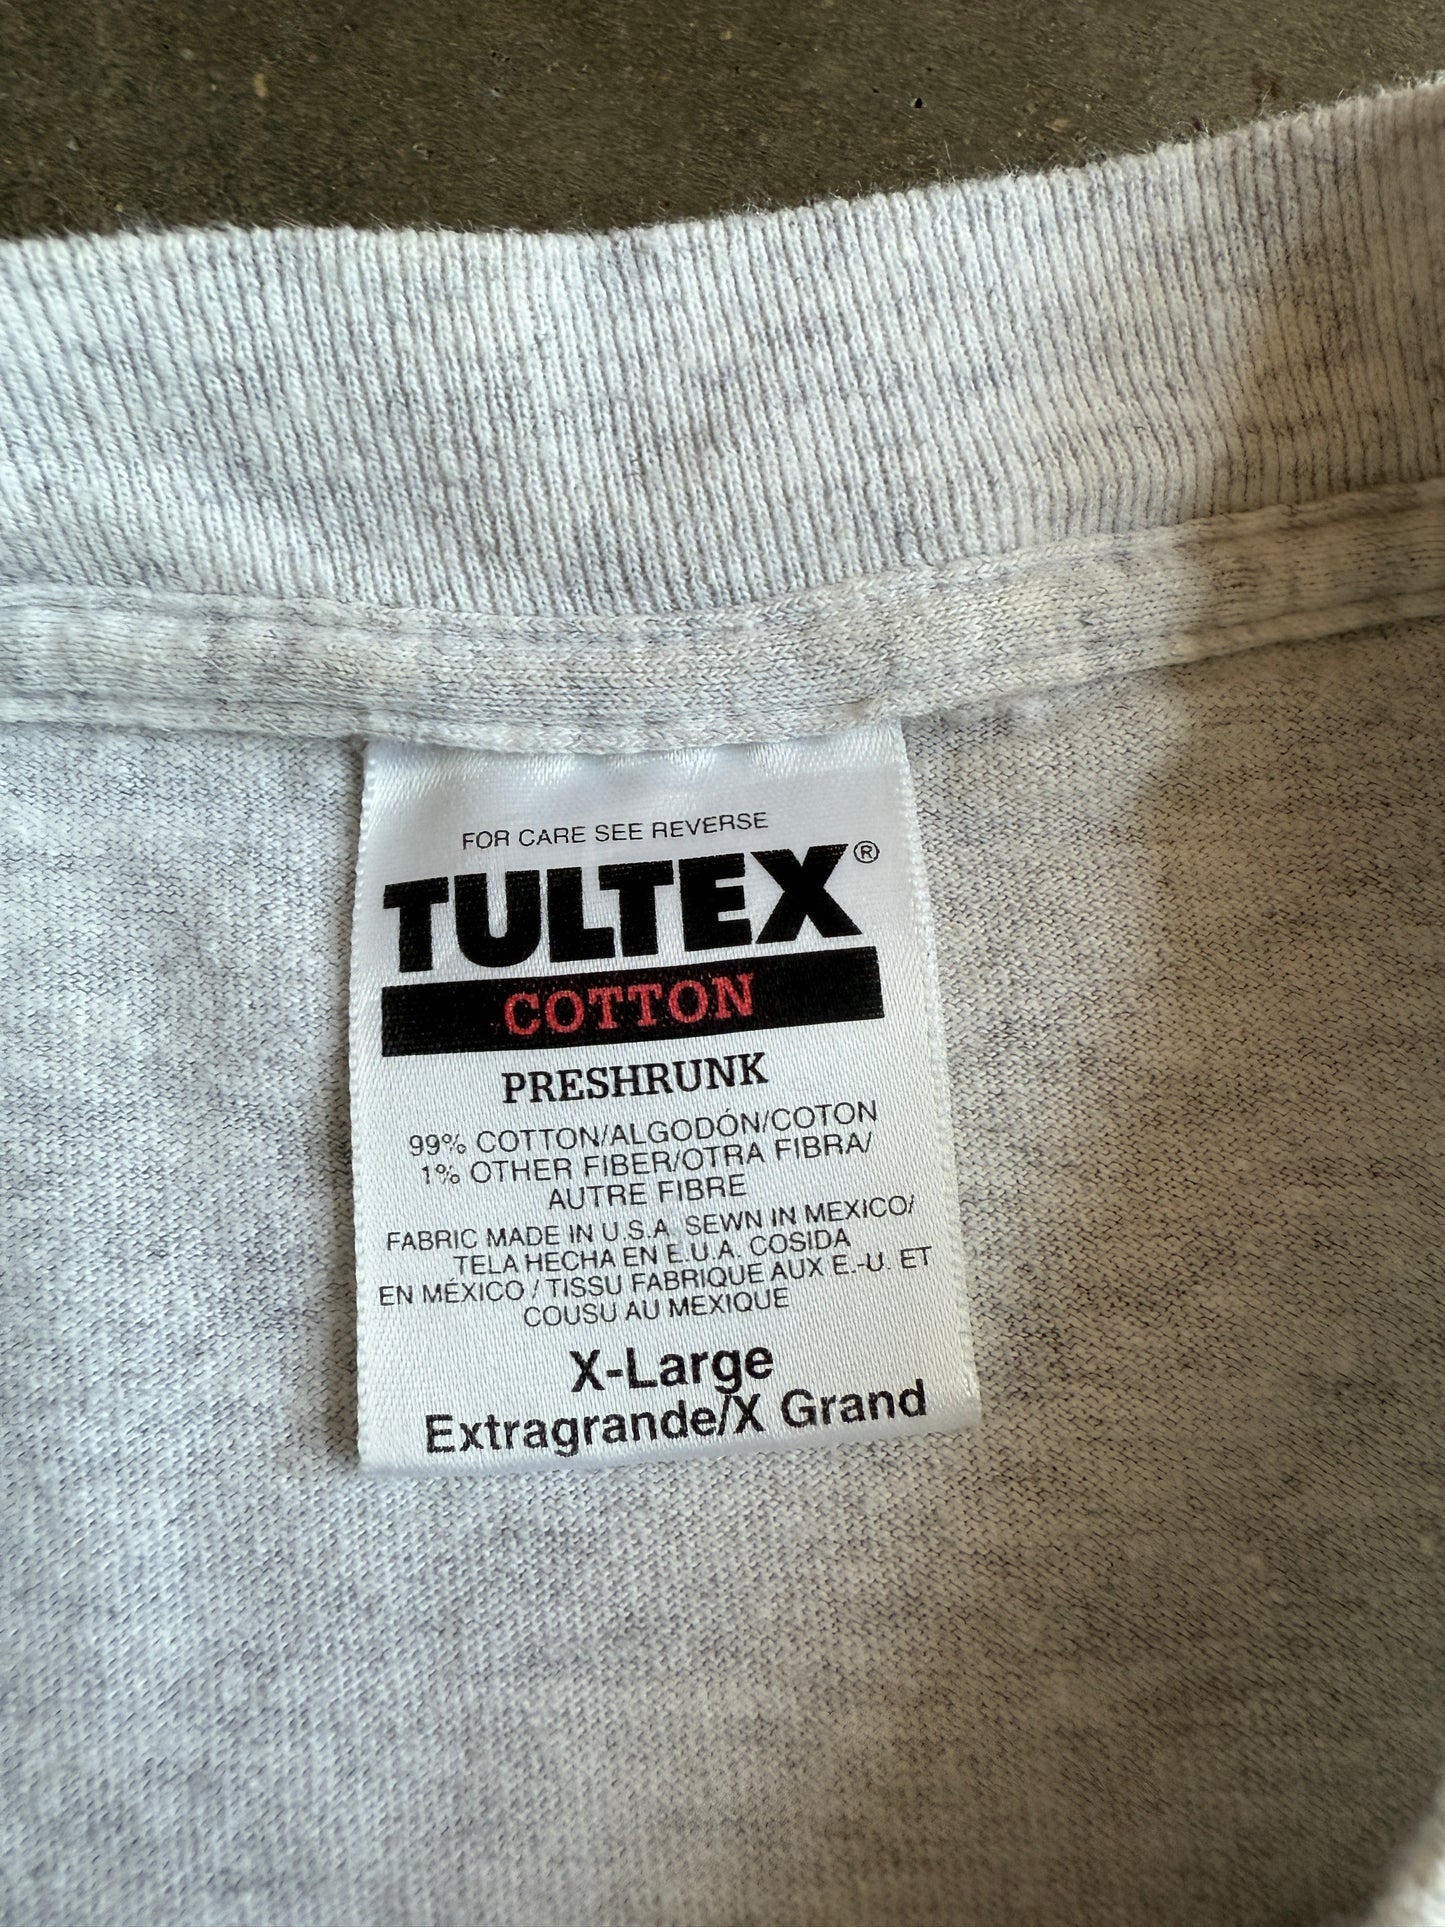 FOR CARE SEE REVERSE
TULTEX®
COTTON
PRESHRUNK
99% COTTON/ALGODÓN/COTON
1% OTHER FIBER/OTRA FIBRA/
AUTRE FIBRE
FABRIC MADE IN U.S.A. SEWN IN MEXICO/
TELA HECHA EN E.U.A. COSIDA
EN MÉXICO / TISSU FABRIQUE AUX E.-U. ET
COUSU AU MEXIQUE
X-Large
Extragrande/X Grand